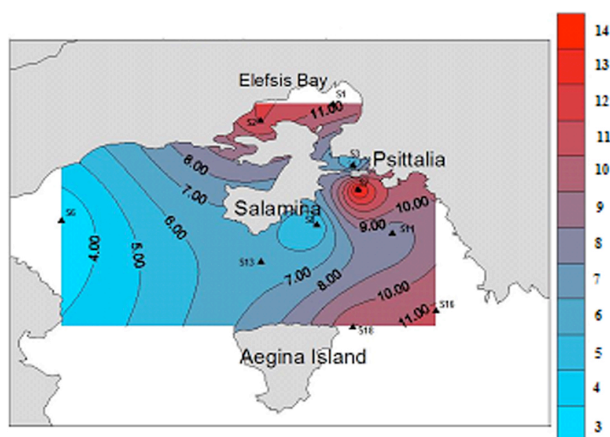 14
13
12
11
10
9
8
7
6
5
4
3
Elefsis Bay
S1
11.00
S2
S3
Psittalia
8.00
7.00
10.00
Salamina
S6
6.00
9.00
S11
4.00
5.00
S13
7.00
8.00
10.00
11.00
S16
S18
Aegina Island